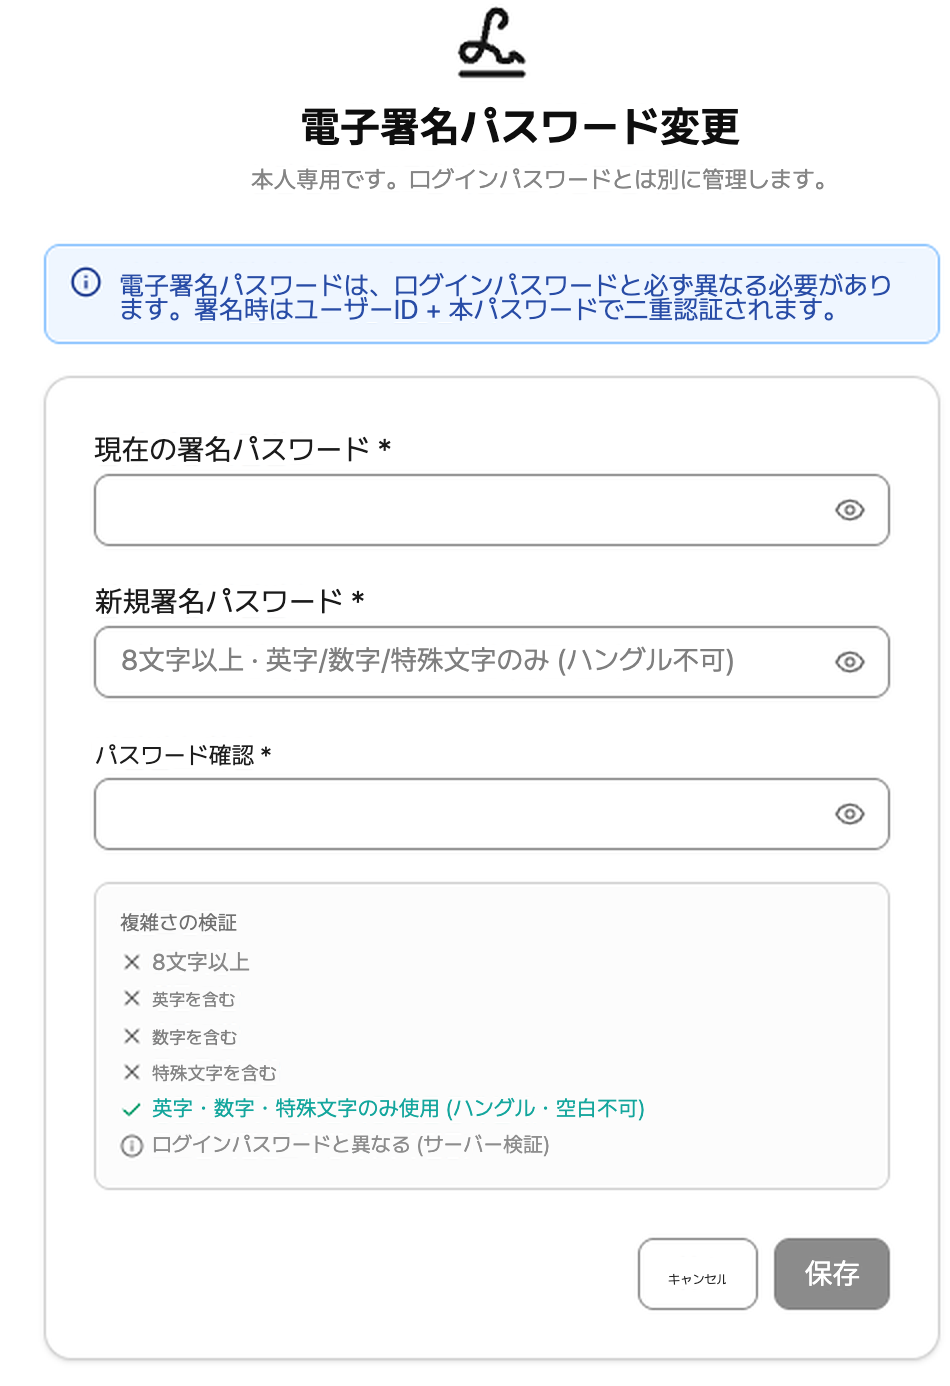 電子署名パスワード変更
本人専用です。ログインパスワードとは別に管理します。
電子署名パスワードは、ログインパスワードと必ず異なる必要があり
ます。署名時はユーザーID + 本パスワードで二重認証されます。
現在の署名パスワード *
新規署名パスワード *
8文字以上 · 英字/数字/特殊文字のみ (ハングル不可)
パスワード確認 *
複雑さの検証
8文字以上
英字を含む
数字を含む
特殊文字を含む
英字・数字・特殊文字のみ使用 (ハングル・空白不可)
ログインパスワードと異なる (サーバー検証)
キャンセル
保存